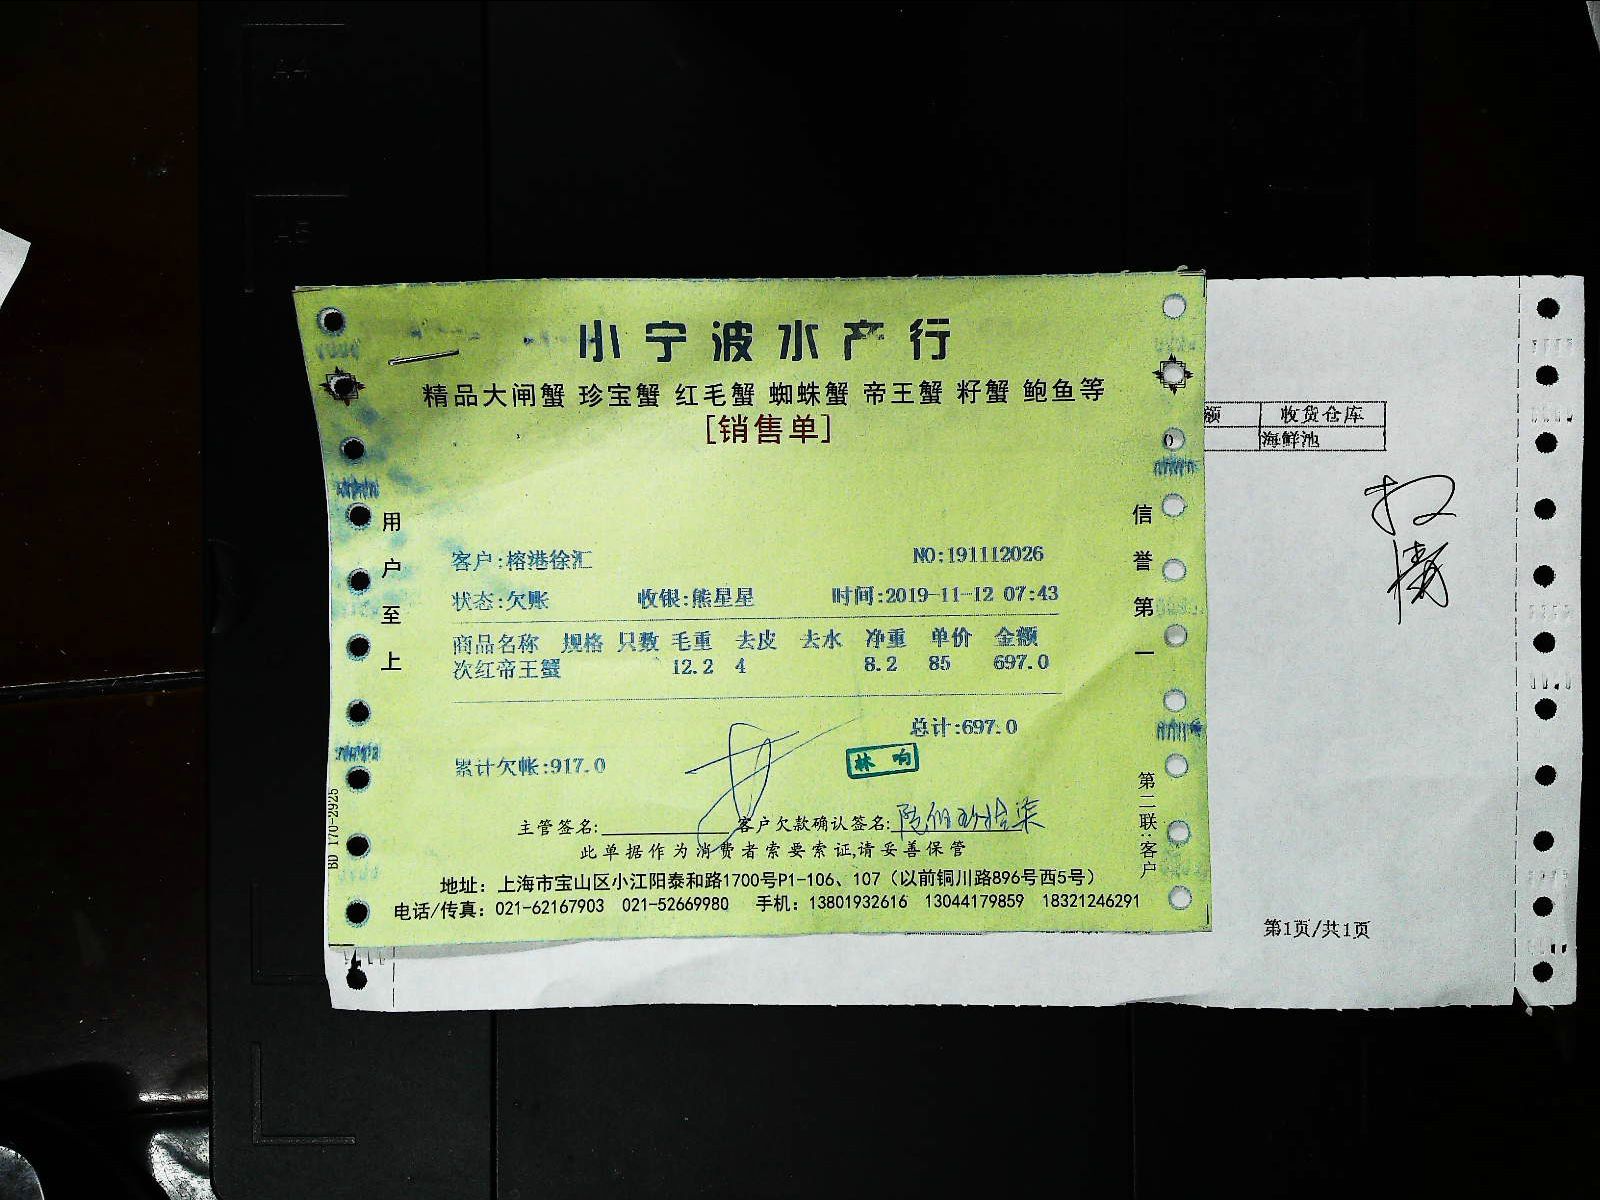 A4
A5
小宁波水产行
精品大闸蟹 珍宝蟹 红毛蟹 蜘蛛蟹 帝王蟹 籽蟹 鲍鱼等
[销售单]
用户至上
信誉第一
客户:榕港徐汇 NO:191112026
状态:欠账 收银:熊星星 时间:2019-11-12 07:43
商品名称 规格 只数 毛重 去皮 去水 净重 单价 金额
次红帝王蟹 12.2 4 8.2 85 697.0
总计:697.0
累计欠帐:917.0
林响
主管签名: 客户欠款确认签名:
此单据作为消费者索要索证,请妥善保管
地址：上海市宝山区小江阳泰和路1700号P1-106、107（以前铜川路896号西5号）
电话/传真：021-62167903 021-52669980 手机：13801932616 13044179859 18321246291
第二联:客户
BD 170-2925
额 收货仓库
0 海鲜池
第1页/共1页